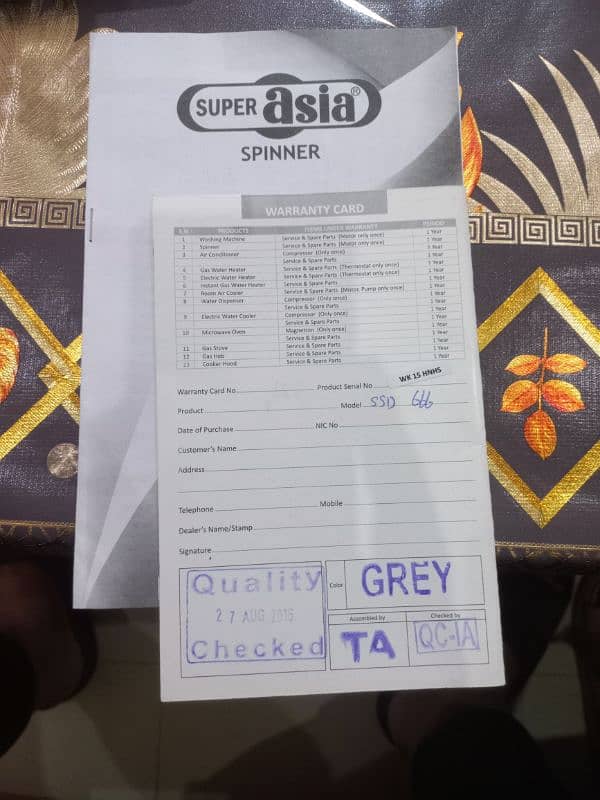 SUPER asia®
SPINNER
WARRANTY CARD
S.N PRODUCTS ITEMS UNDER WARRANTY PERIOD
1 Washing Machine Service & Spare Parts (Motor only once) 1 Year
2 Spinner Service & Spare Parts (Motor only once) 1 Year
3 Air Conditioner Compressor (Only once)
Service & Spare Parts 1 Year
4 Gas Water Heater Service & Spare Parts (Thermostat only once) 1 Year
5 Electric Water Heater Service & Spare Parts (Thermostat only once) 1 Year
6 Instant Gas Water Heater Service & Spare Parts 1 Year
7 Room Air Cooler Service & Spare Parts (Motor, Pump only once) 1 Year
8 Water Dispenser Compressor (Only once) 1 Year
Service & Spare Parts 1 Year
9 Electric Water Cooler Compressor (Only once) 1 Year
Service & Spare Parts 1 Year
10 Microwave Oven Magnetron (Only once) 1 Year
Service & Spare Parts 1 Year
11 Gas Stove Service & Spare Parts 1 Year
12 Gas Hob Service & Spare Parts 1 Year
13 Cooker Hood Service & Spare Parts 1 Year
Warranty Card No Product Serial No WK 15 HNHS
Product Model SSD 666
Date of Purchase NIC No
Customer's Name
Address
Telephone Mobile
Dealer's Name/Stamp
Signature
Quality
27 AUG 2016
Checked
Color GREY
Assembled by Checked by
TA QC-IA